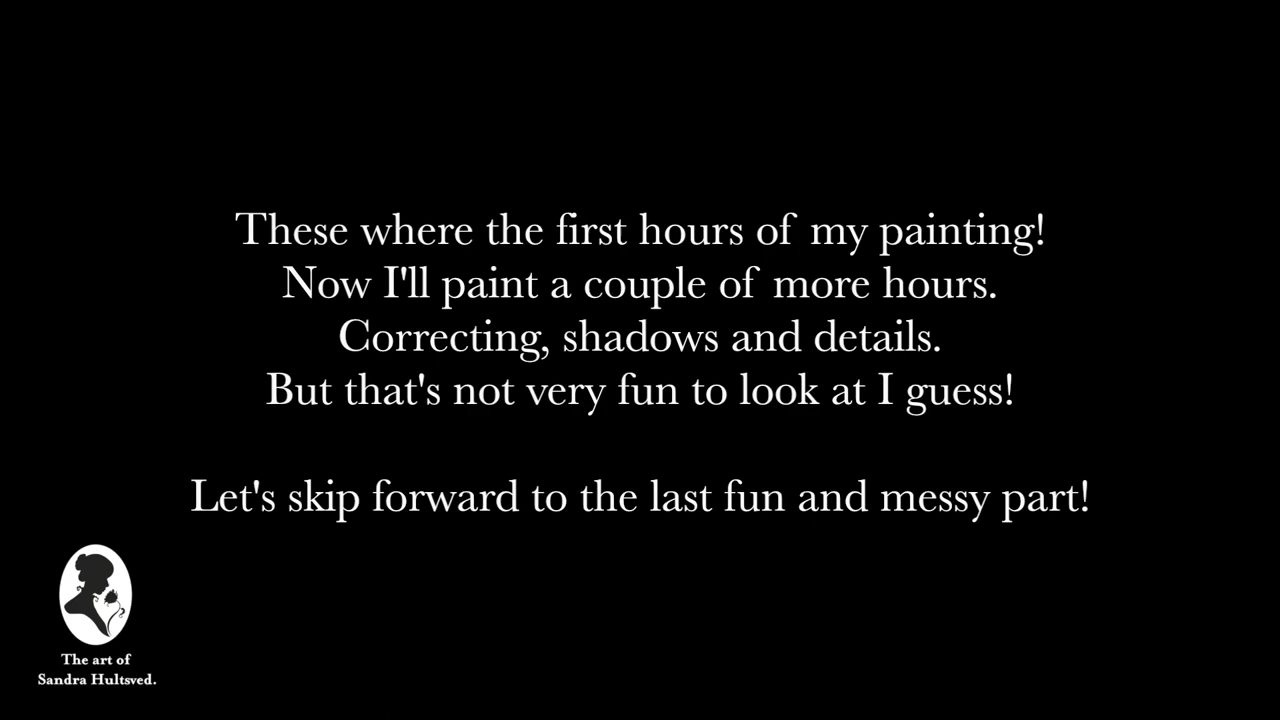 These where the first hours of my painting!
Now I'll paint a couple of more hours.
Correcting, shadows and details.
But that's not very fun to look at I guess!
Let's skip forward to the last fun and messy part!
The art of
Sandra Hultsved.